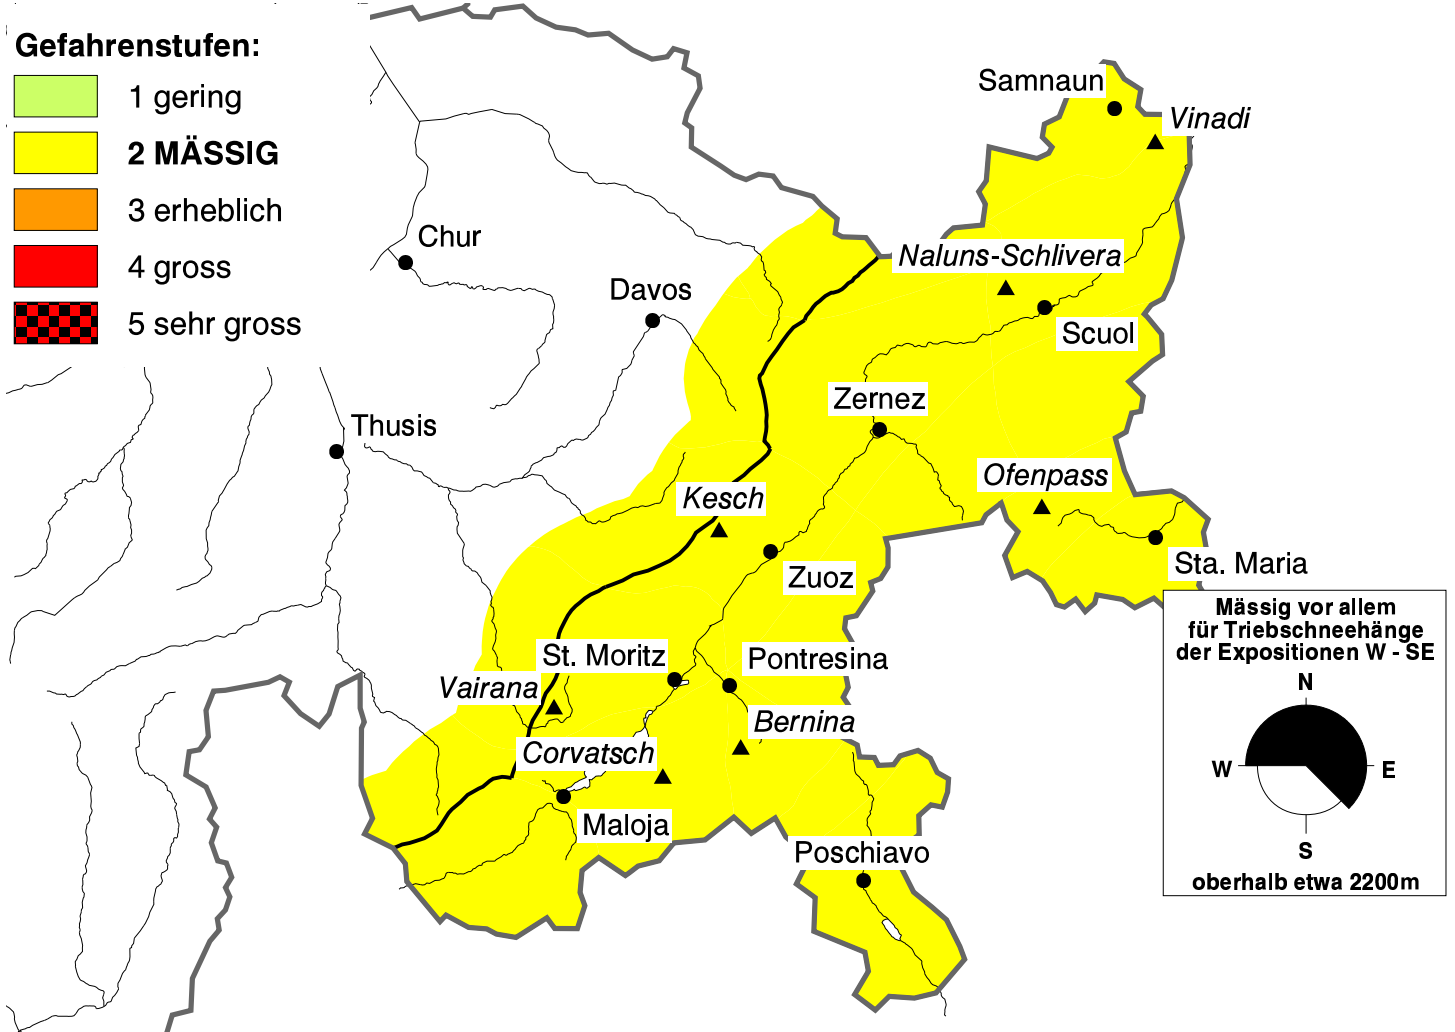 Gefahrenstufen:
1 gering
2 MÄSSIG
3 erheblich
4 gross
5 sehr gross
Samnaun
Vinadi
Chur
Naluns-Schlivera
Davos
Scuol
Zernez
Thusis
Ofenpass
Kesch
Sta. Maria
Zuoz
St. Moritz
Pontresina
Vairana
Bernina
Corvatsch
Maloja
Poschiavo
Mässig vor allem
für Triebschneehänge
der Expositionen W - SE
N
W
E
S
oberhalb etwa 2200m